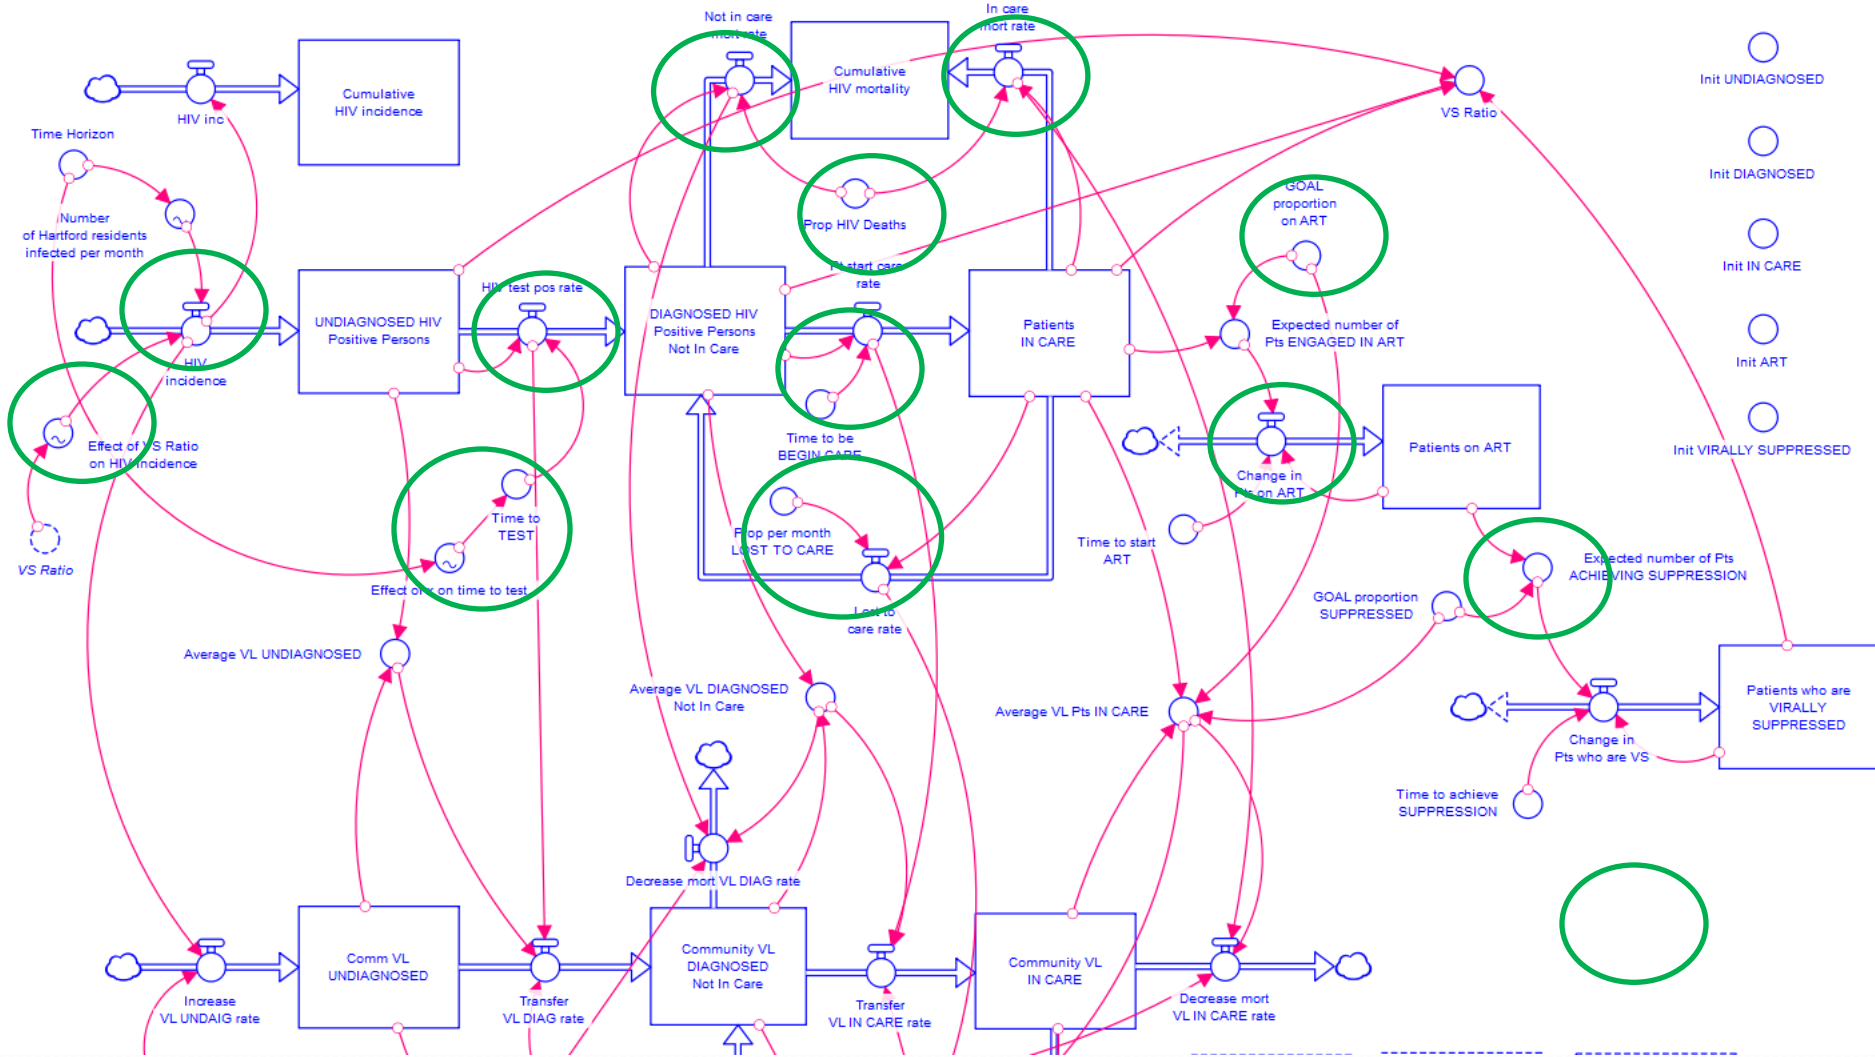 Not in care
mort rate
In care
mort rate
Cumulative
HIV mortality
Cumulative
HIV incidence
HIV inc
Time Horizon
VS Ratio
Init UNDIAGNOSED
Init DIAGNOSED
Init IN CARE
Init ART
Init VIRALLY SUPPRESSED
Number
of Hartford residents
infected per month
Prop HIV Deaths
GOAL
proportion
on ART
HIV test pos rate
Pt start care
rate
UNDIAGNOSED HIV
Positive Persons
DIAGNOSED HIV
Positive Persons
Not In Care
Patients
IN CARE
Expected number of
Pts ENGAGED IN ART
HIV
incidence
Effect of VS Ratio
on HIV Incidence
VS Ratio
Time to be
BEGIN CARE
Patients on ART
Change in
Pts on ART
Time to start
ART
Time to
TEST
Effect of x on time to test
Prop per month
LOST TO CARE
Lost to
care rate
Expected number of Pts
ACHIEVING SUPPRESSION
GOAL proportion
SUPPRESSED
Average VL UNDIAGNOSED
Average VL DIAGNOSED
Not In Care
Average VL Pts IN CARE
Patients who are
VIRALLY
SUPPRESSED
Change in
Pts who are VS
Time to achieve
SUPPRESSION
Decrease mort VL DIAG rate
Comm VL
UNDIAGNOSED
Community VL
DIAGNOSED
Not In Care
Community VL
IN CARE
Increase
VL UNDAIG rate
Transfer
VL DIAG rate
Transfer
VL IN CARE rate
Decrease mort
VL IN CARE rate